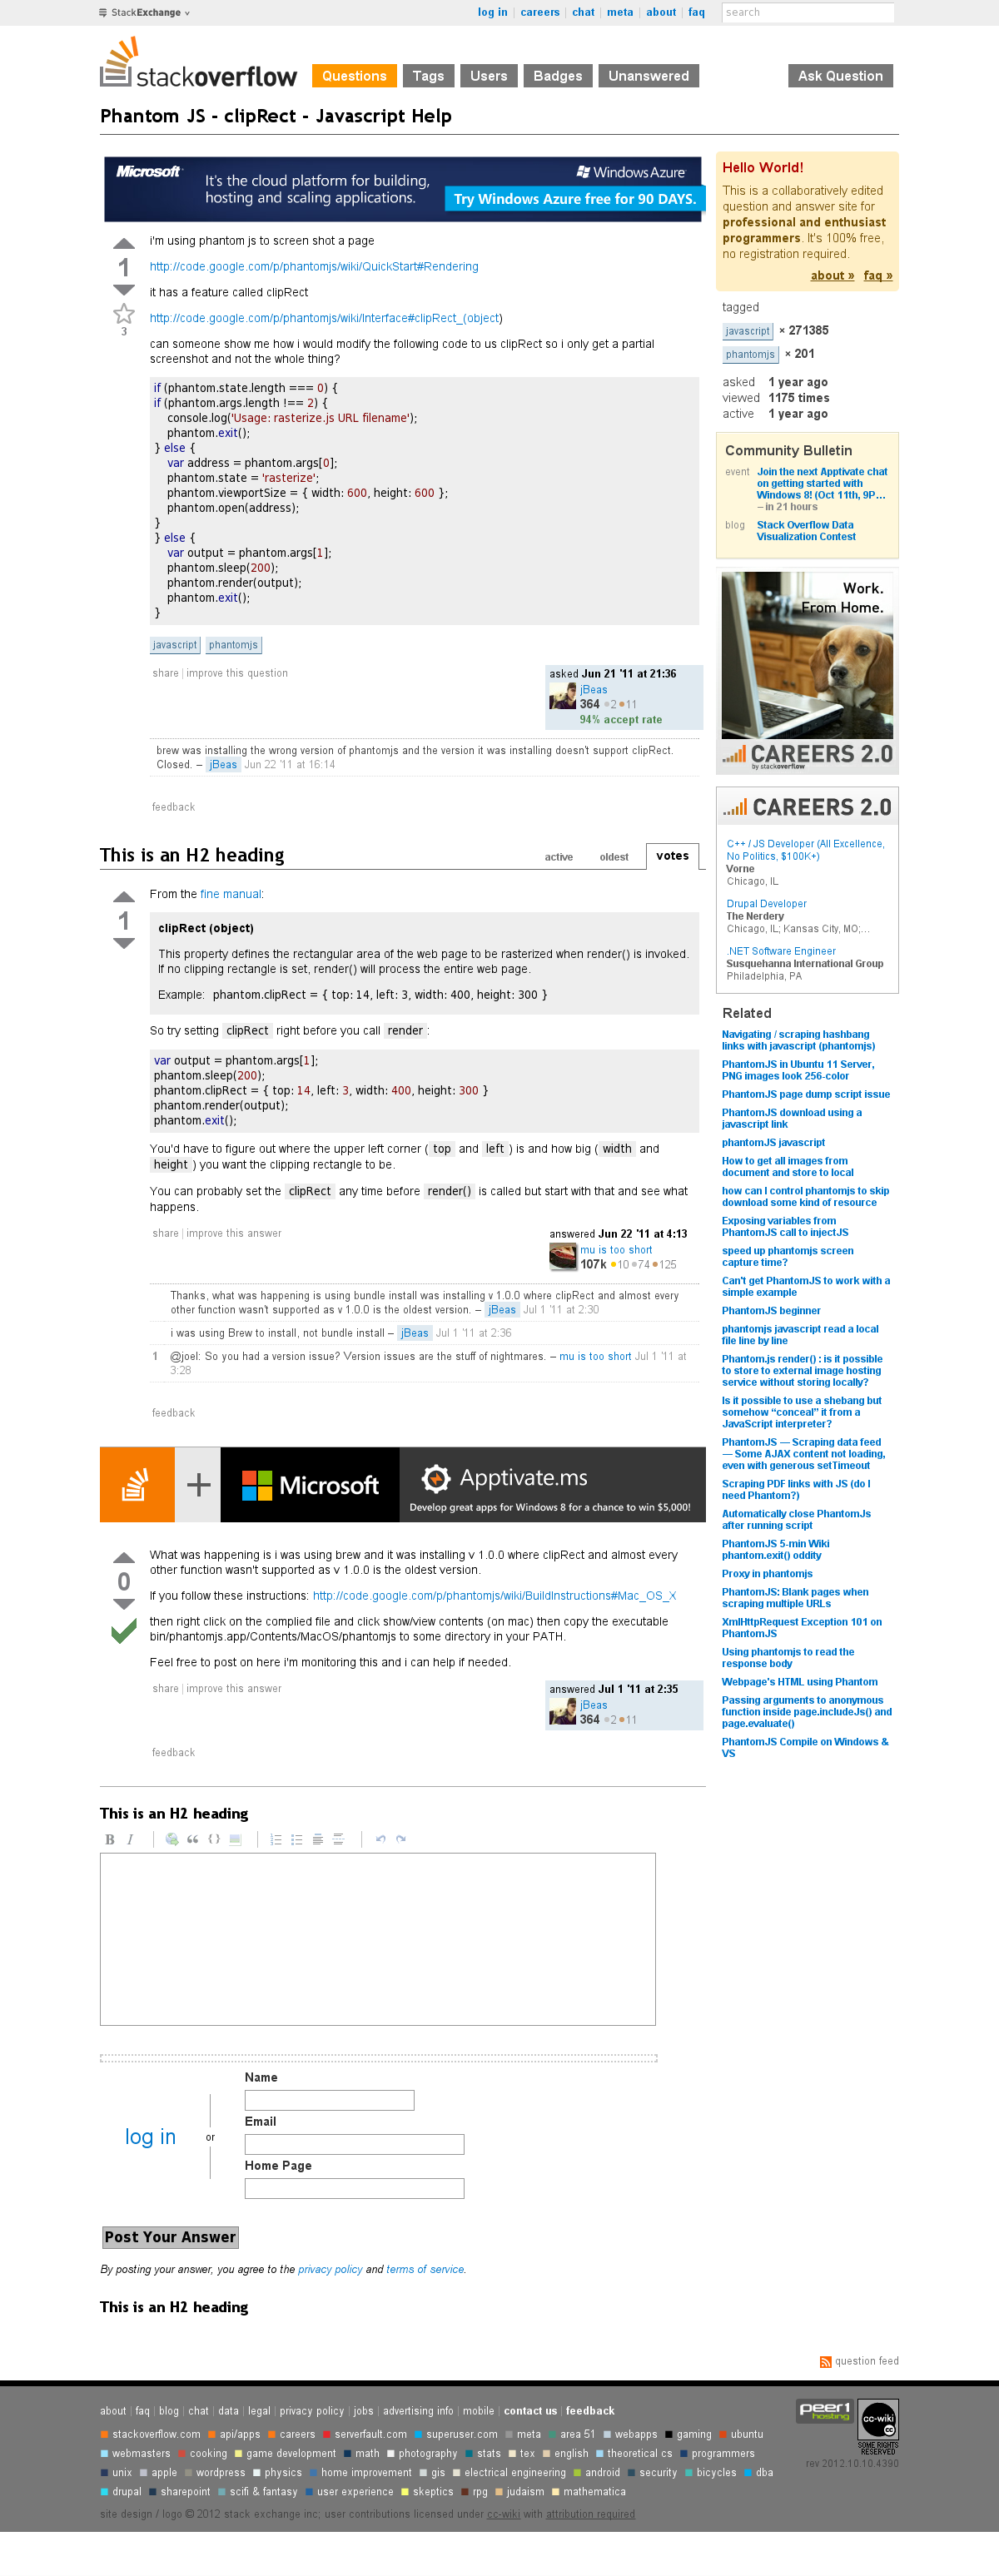 StackExchange
log in | careers | chat | meta | about | faq
search
stackoverflow
Questions
Tags
Users
Badges
Unanswered
Ask Question
Phantom JS - clipRect - Javascript Help
Microsoft
It's the cloud platform for building,
hosting and scaling applications.
Windows Azure
Try Windows Azure free for 90 DAYS.
1
3
i'm using phantom js to screen shot a page
http://code.google.com/p/phantomjs/wiki/QuickStart#Rendering
it has a feature called clipRect
http://code.google.com/p/phantomjs/wiki/Interface#clipRect_(object)
can someone show me how i would modify the following code to us clipRect so i only get a partial
screenshot and not the whole thing?
if (phantom.state.length === 0) {
if (phantom.args.length !== 2) {
console.log('Usage: rasterize.js URL filename');
phantom.exit();
} else {
var address = phantom.args[0];
phantom.state = 'rasterize';
phantom.viewportSize = { width: 600, height: 600 };
phantom.open(address);
}
} else {
var output = phantom.args[1];
phantom.sleep(200);
phantom.render(output);
phantom.exit();
}
javascript
phantomjs
share | improve this question
asked Jun 21 '11 at 21:36
jBeas
364 2 11
94% accept rate
brew was installing the wrong version of phantomjs and the version it was installing doesn't support clipRect.
Closed. – jBeas Jun 22 '11 at 16:14
feedback
This is an H2 heading
active
oldest
votes
1
From the fine manual:
clipRect (object)
This property defines the rectangular area of the web page to be rasterized when render() is invoked.
If no clipping rectangle is set, render() will process the entire web page.
Example: phantom.clipRect = { top: 14, left: 3, width: 400, height: 300 }
So try setting clipRect right before you call render:
var output = phantom.args[1];
phantom.sleep(200);
phantom.clipRect = { top: 14, left: 3, width: 400, height: 300 }
phantom.render(output);
phantom.exit();
You'd have to figure out where the upper left corner (top and left) is and how big (width and
height) you want the clipping rectangle to be.
You can probably set the clipRect any time before render() is called but start with that and see what
happens.
share | improve this answer
answered Jun 22 '11 at 4:13
mu is too short
107k 10 74 125
Thanks, what was happening is using bundle install was installing v 1.0.0 where clipRect and almost every
other function wasn't supported as v 1.0.0 is the oldest version. – jBeas Jul 1 '11 at 2:30
i was using Brew to install, not bundle install – jBeas Jul 1 '11 at 2:36
1 @joel: So you had a version issue? Version issues are the stuff of nightmares. – mu is too short Jul 1 '11 at
3:28
feedback
+
Microsoft
Apptivate.ms
Develop great apps for Windows 8 for a chance to win $5,000!
0
What was happening is i was using brew and it was installing v 1.0.0 where clipRect and almost every
other function wasn't supported as v 1.0.0 is the oldest version.
If you follow these instructions: http://code.google.com/p/phantomjs/wiki/BuildInstructions#Mac_OS_X
then right click on the complied file and click show/view contents (on mac) then copy the executable
bin/phantomjs.app/Contents/MacOS/phantomjs to some directory in your PATH.
Feel free to post on here i'm monitoring this and i can help if needed.
share | improve this answer
answered Jul 1 '11 at 2:35
jBeas
364 2 11
feedback
This is an H2 heading
B I
log in
or
Name
Email
Home Page
Post Your Answer
By posting your answer, you agree to the privacy policy and terms of service.
This is an H2 heading
Hello World!
This is a collaboratively edited
question and answer site for
professional and enthusiast
programmers. It's 100% free,
no registration required.
about » faq »
tagged
javascript × 271385
phantomjs × 201
asked 1 year ago
viewed 1175 times
active 1 year ago
Community Bulletin
event Join the next Apptivate chat
on getting started with
Windows 8! (Oct 11th, 9P…
– in 21 hours
blog Stack Overflow Data
Visualization Contest
Work.
From Home.
CAREERS 2.0
by stackoverflow
CAREERS 2.0
C++ / JS Developer (All Excellence,
No Politics, $100K+)
Vorne
Chicago, IL
Drupal Developer
The Nerdery
Chicago, IL; Kansas City, MO;…
.NET Software Engineer
Susquehanna International Group
Philadelphia, PA
Related
Navigating / scraping hashbang
links with javascript (phantomjs)
PhantomJS in Ubuntu 11 Server,
PNG images look 256-color
PhantomJS page dump script issue
PhantomJS download using a
javascript link
phantomJS javascript
How to get all images from
document and store to local
how can I control phantomjs to skip
download some kind of resource
Exposing variables from
PhantomJS call to injectJS
speed up phantomjs screen
capture time?
Can't get PhantomJS to work with a
simple example
PhantomJS beginner
phantomjs javascript read a local
file line by line
Phantom.js render() : is it possible
to store to external image hosting
service without storing locally?
Is it possible to use a shebang but
somehow “conceal” it from a
JavaScript interpreter?
PhantomJS — Scraping data feed
— Some AJAX content not loading,
even with generous setTimeout
Scraping PDF links with JS (do I
need Phantom?)
Automatically close PhantomJs
after running script
PhantomJS 5-min Wiki
phantom.exit() oddity
Proxy in phantomjs
PhantomJS: Blank pages when
scraping multiple URLs
XmlHttpRequest Exception 101 on
PhantomJS
Using phantomjs to read the
response body
Webpage's HTML using Phantom
Passing arguments to anonymous
function inside page.includeJs() and
page.evaluate()
PhantomJS Compile on Windows &
VS
question feed
about | faq | blog | chat | data | legal | privacy policy | jobs | advertising info | mobile | contact us | feedback
stackoverflow.com api/apps careers serverfault.com superuser.com meta area 51 webapps gaming ubuntu
webmasters cooking game development math photography stats tex english theoretical cs programmers
unix apple wordpress physics home improvement gis electrical engineering android security bicycles dba
drupal sharepoint scifi & fantasy user experience skeptics rpg judaism mathematica
site design / logo © 2012 stack exchange inc; user contributions licensed under cc-wiki with attribution required
peer1
hosting
cc-wiki
cc
SOME RIGHTS
RESERVED
rev 2012.10.10.4390